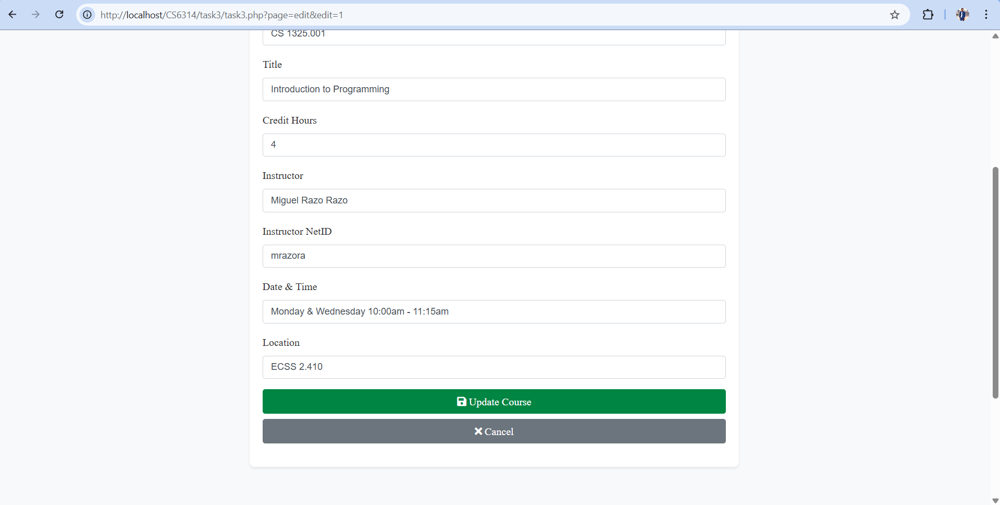 http://localhost/CS6314/task3/task3.php?page=edit&edit=1
CS 1325.001
Title
Introduction to Programming
Credit Hours
4
Instructor
Miguel Razo Razo
Instructor NetID
mrazora
Date & Time
Monday & Wednesday 10:00am - 11:15am
Location
ECSS 2.410
Update Course
Cancel